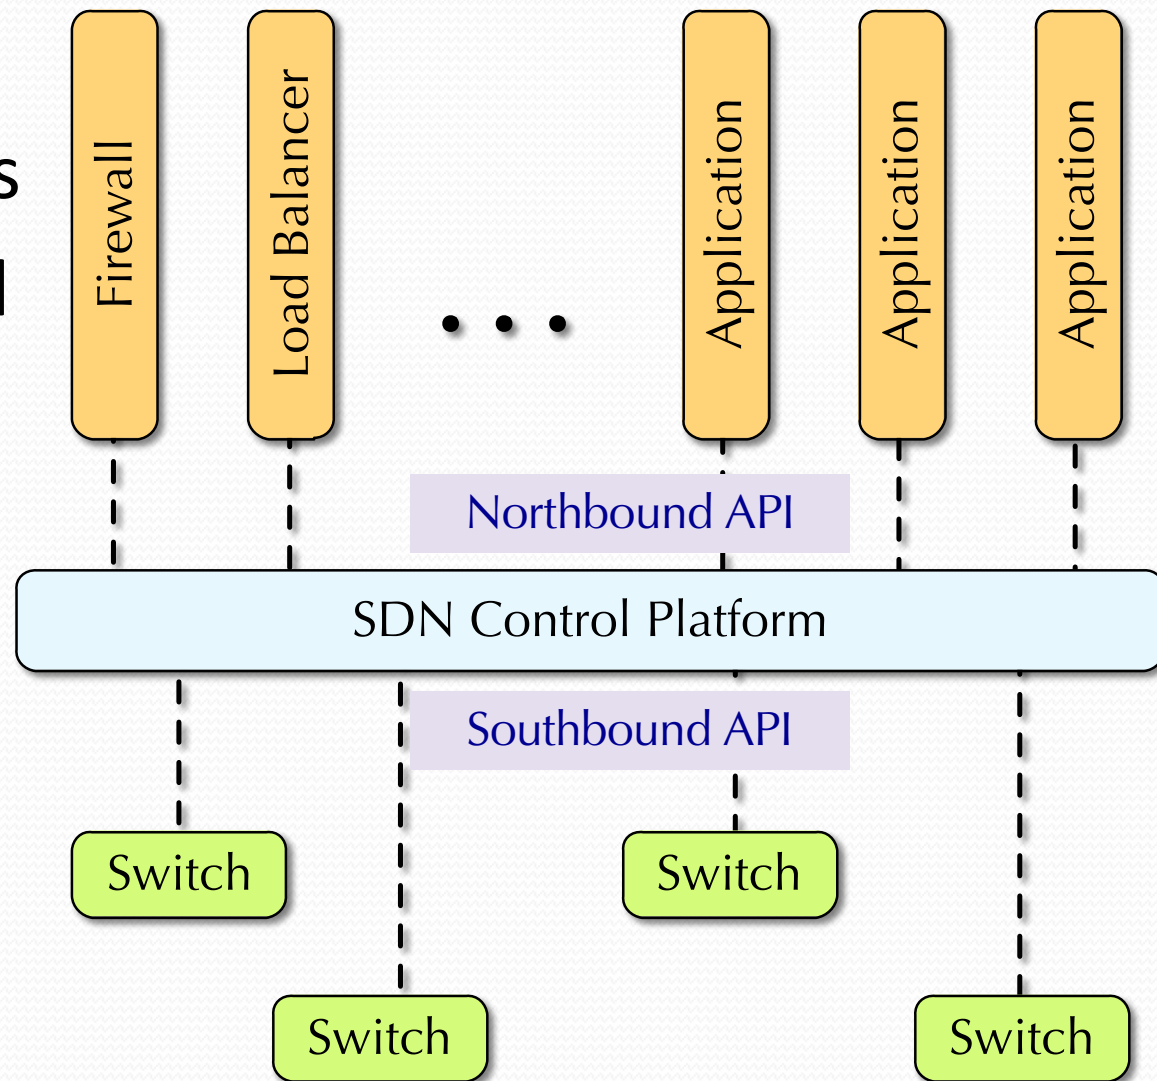 Firewall
Load Balancer
Application
Application
Application
Northbound API
SDN Control Platform
Southbound API
Switch
Switch
Switch
Switch